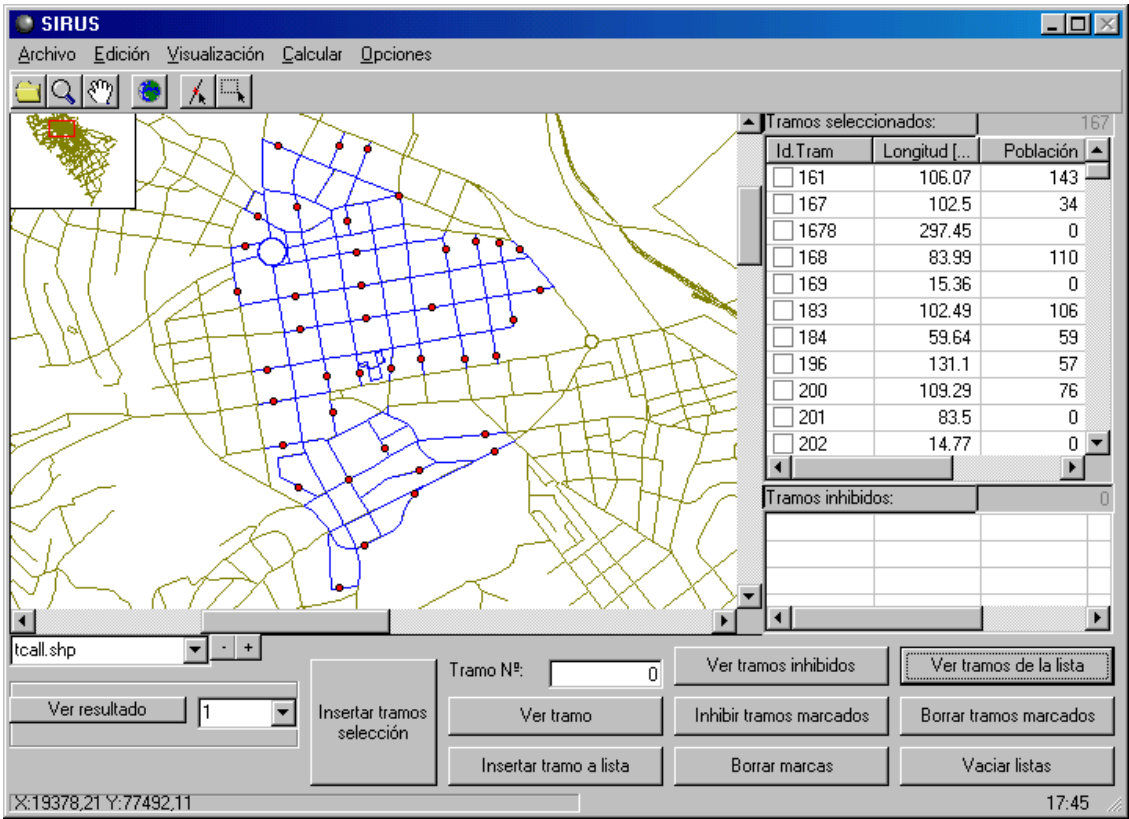 SIRUS
Archivo Edición Visualización Calcular Opciones
Tramos seleccionados: 167
Id.Tram Longitud [... Población
161 106.07 143
167 102.5 34
1678 297.45 0
168 83.99 110
169 15.36 0
183 102.49 106
184 59.64 59
196 131.1 57
200 109.29 76
201 83.5 0
202 14.77 0
Tramos inhibidos: 0
tcall.shp - +
Ver resultado 1
Insertar tramos selección
Tramo Nº: 0
Ver tramo
Insertar tramo a lista
Ver tramos inhibidos
Inhibir tramos marcados
Borrar marcas
Ver tramos de la lista
Borrar tramos marcados
Vaciar listas
X:19378,21 Y:77492,11 17:45